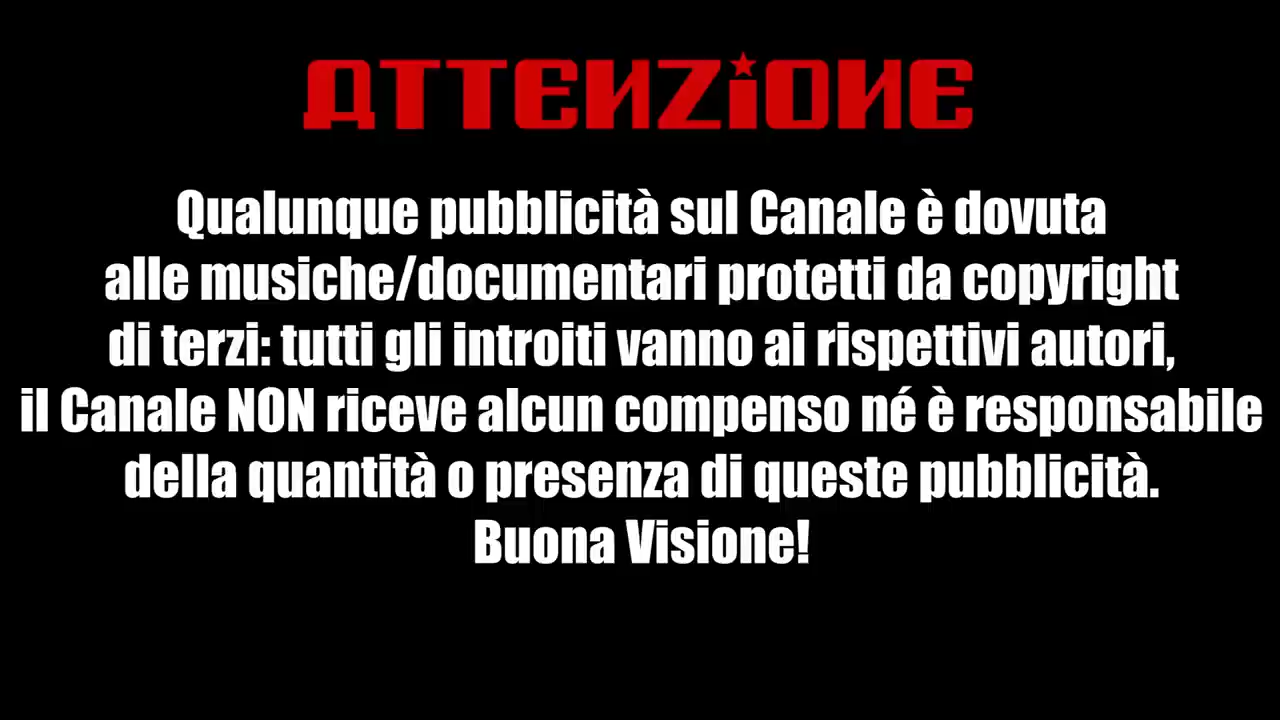 ATTENZIONE
Qualunque pubblicità sul Canale è dovuta
alle musiche/documentari protetti da copyright
di terzi: tutti gli introiti vanno ai rispettivi autori,
il Canale NON riceve alcun compenso né è responsabile
della quantità o presenza di queste pubblicità.
Buona Visione!